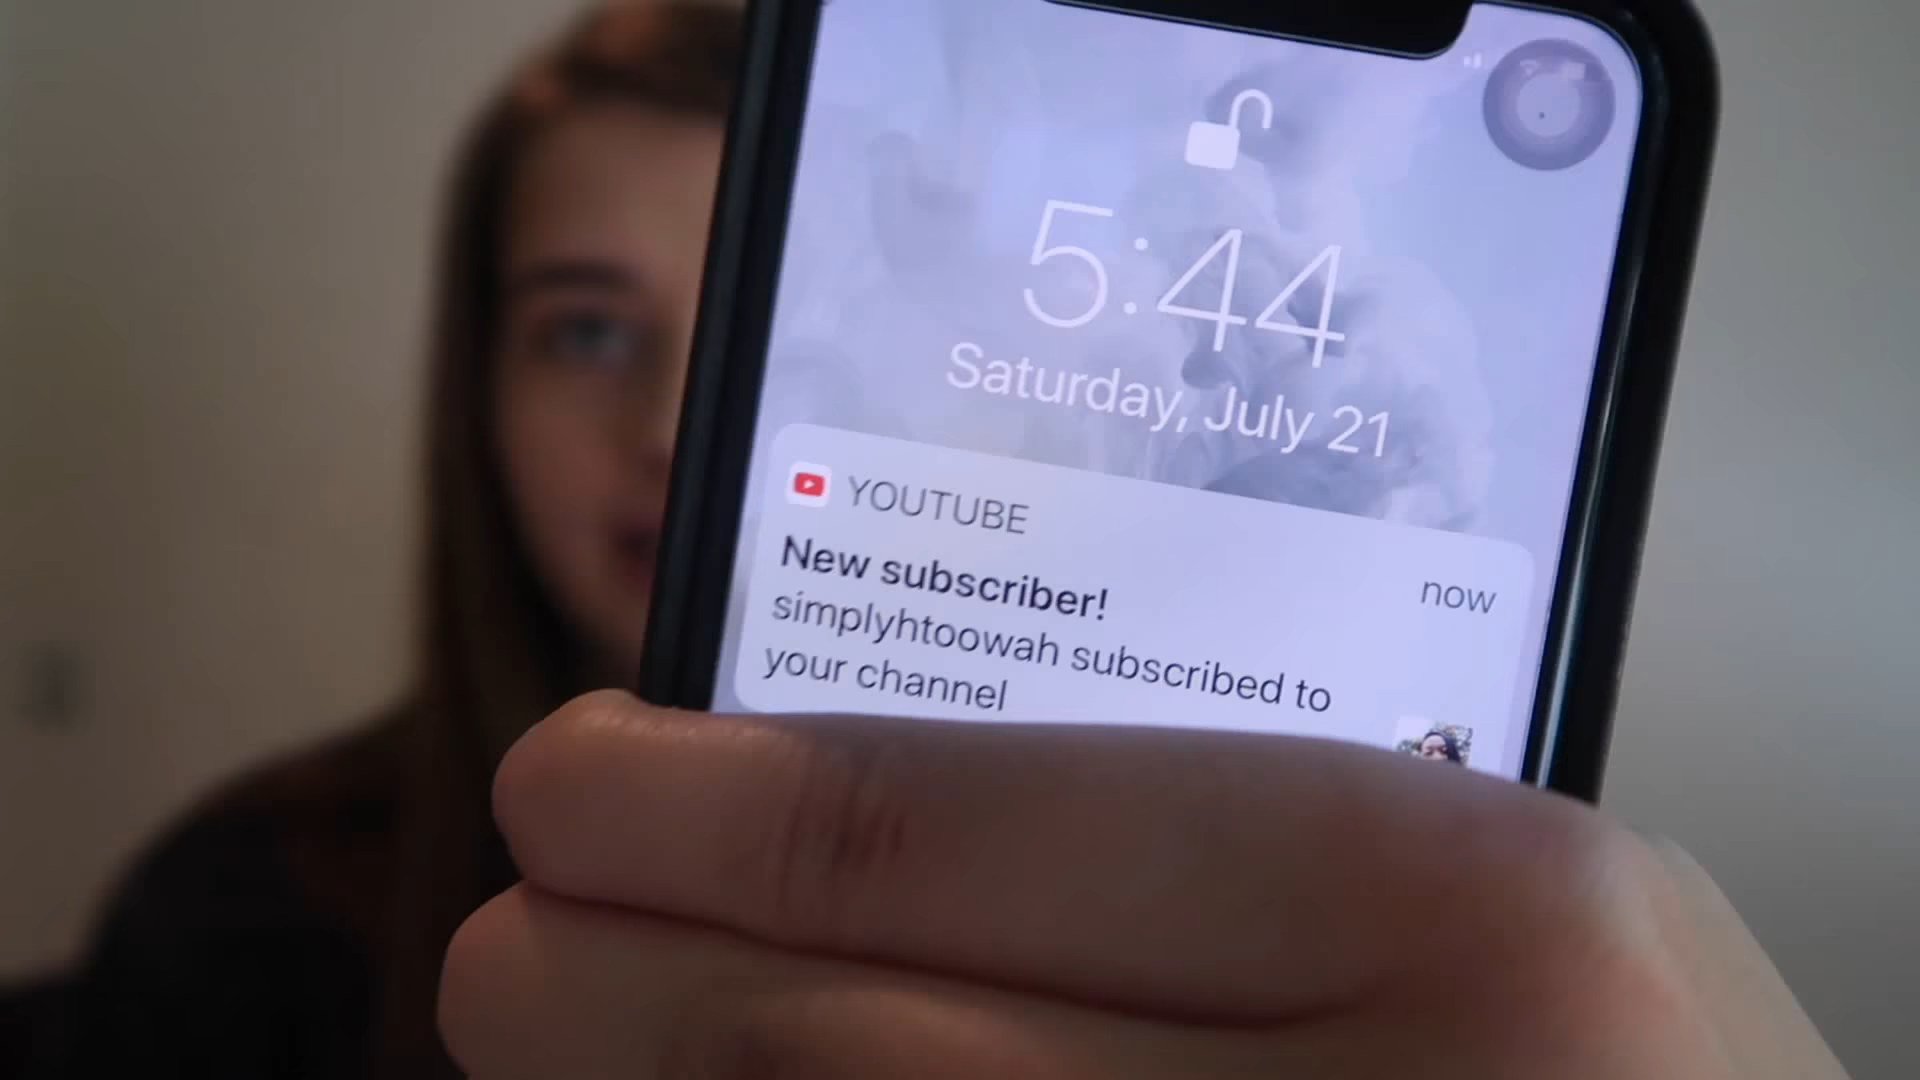 5:44
Saturday, July 21
YOUTUBE
now
New subscriber!
simplyhtoowah subscribed to
your channel